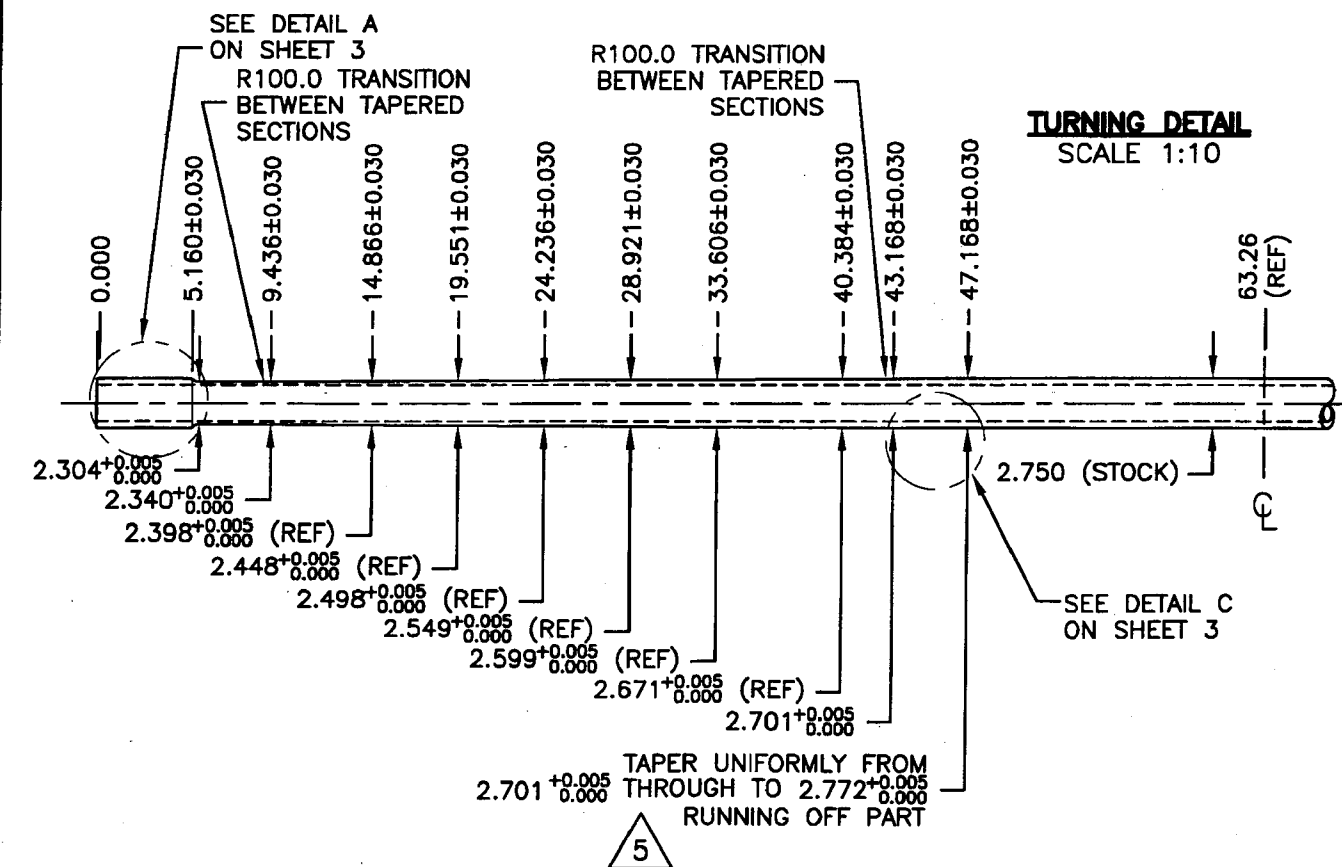 SEE DETAIL A
ON SHEET 3
R100.0 TRANSITION
BETWEEN TAPERED
SECTIONS
R100.0 TRANSITION
BETWEEN TAPERED
SECTIONS
TURNING DETAIL
SCALE 1:10
0.000
5.160±0.030
9.436±0.030
14.866±0.030
19.551±0.030
24.236±0.030
28.921±0.030
33.606±0.030
40.384±0.030
43.168±0.030
47.168±0.030
63.26
(REF)
2.304 +0.005 0.000
2.340 +0.005 0.000
2.398 +0.005 0.000 (REF)
2.448 +0.005 0.000 (REF)
2.498 +0.005 0.000 (REF)
2.549 +0.005 0.000 (REF)
2.599 +0.005 0.000 (REF)
2.671 +0.005 0.000 (REF)
2.701 +0.005 0.000
2.750 (STOCK)
℄
SEE DETAIL C
ON SHEET 3
TAPER UNIFORMLY FROM
2.701 +0.005 0.000 THROUGH TO 2.772 +0.005 0.000
RUNNING OFF PART
5